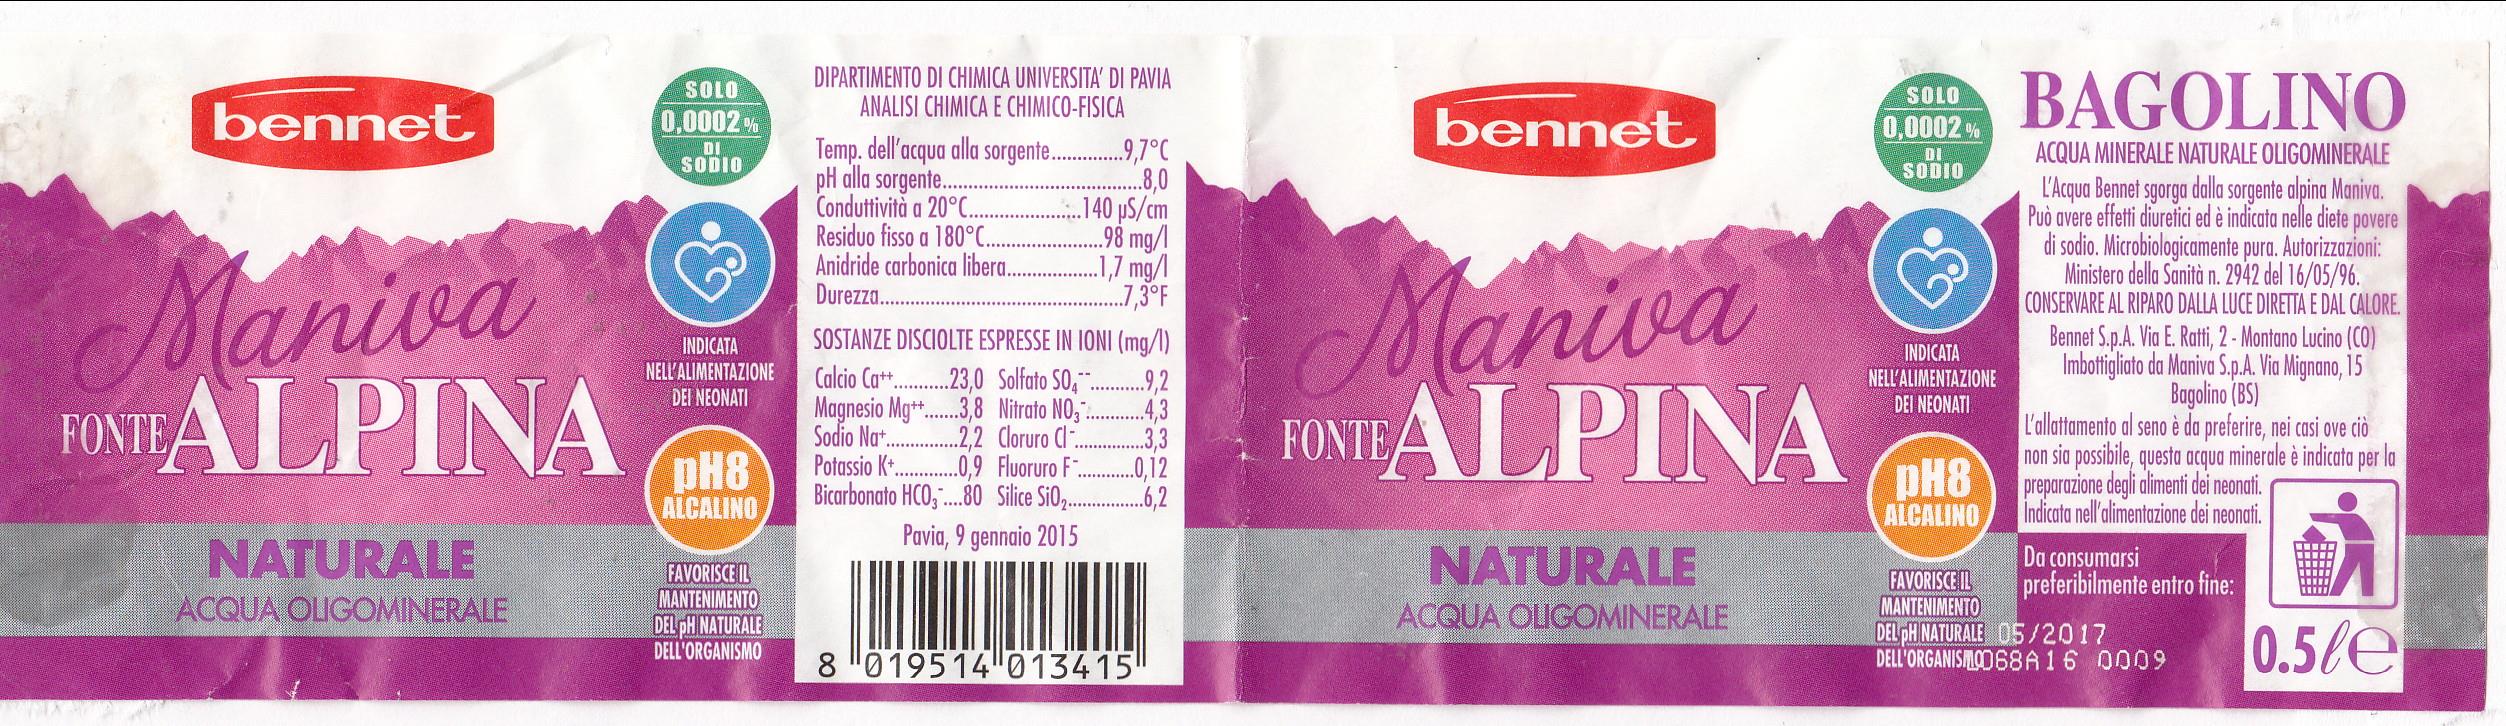 bennet
SOLO
0,0002%
DI
SODIO
Maniva
FONTE ALPINA
INDICATA
NELL'ALIMENTAZIONE
DEI NEONATI
pH8
ALCALINO
NATURALE
ACQUA OLIGOMINERALE
FAVORISCE IL
MANTENIMENTO
DEL pH NATURALE
DELL'ORGANISMO
DIPARTIMENTO DI CHIMICA UNIVERSITA' DI PAVIA
ANALISI CHIMICA E CHIMICO-FISICA
Temp. dell'acqua alla sorgente..............9,7°C
pH alla sorgente.......................................8,0
Conduttività a 20°C......................140 µS/cm
Residuo fisso a 180°C.......................98 mg/l
Anidride carbonica libera..................1,7 mg/l
Durezza................................................7,3°F
SOSTANZE DISCIOLTE ESPRESSE IN IONI (mg/l)
Calcio Ca⁺⁺...........23,0 Solfato SO₄⁻⁻..........9,2
Magnesio Mg⁺⁺.......3,8 Nitrato NO₃⁻...........4,3
Sodio Na⁺..............2,2 Cloruro Cl⁻..............3,3
Potassio K⁺............0,9 Fluoruro F⁻...........0,12
Bicarbonato HCO₃⁻....80 Silice SiO₂...............6,2
Pavia, 9 gennaio 2015
8 019514 013415
bennet
SOLO
0,0002%
DI
SODIO
Maniva
FONTE ALPINA
INDICATA
NELL'ALIMENTAZIONE
DEI NEONATI
pH8
ALCALINO
NATURALE
ACQUA OLIGOMINERALE
FAVORISCE IL
MANTENIMENTO
DEL pH NATURALE
DELL'ORGANISMO
BAGOLINO
ACQUA MINERALE NATURALE OLIGOMINERALE
L'Acqua Bennet sgorga dalla sorgente alpina Maniva.
Può avere effetti diuretici ed è indicata nelle diete povere
di sodio. Microbiologicamente pura. Autorizzazioni:
Ministero della Sanità n. 2942 del 16/05/96.
CONSERVARE AL RIPARO DALLA LUCE DIRETTA E DAL CALORE.
Bennet S.p.A. Via E. Ratti, 2 - Montano Lucino (CO)
Imbottigliato da Maniva S.p.A. Via Mignano, 15
Bagolino (BS)
L'allattamento al seno è da preferire, nei casi ove ciò
non sia possibile, questa acqua minerale è indicata per la
preparazione degli alimenti dei neonati.
Indicata nell'alimentazione dei neonati.
Da consumarsi
preferibilmente entro fine:
05/2017
L068A16 0009
0.5 l e